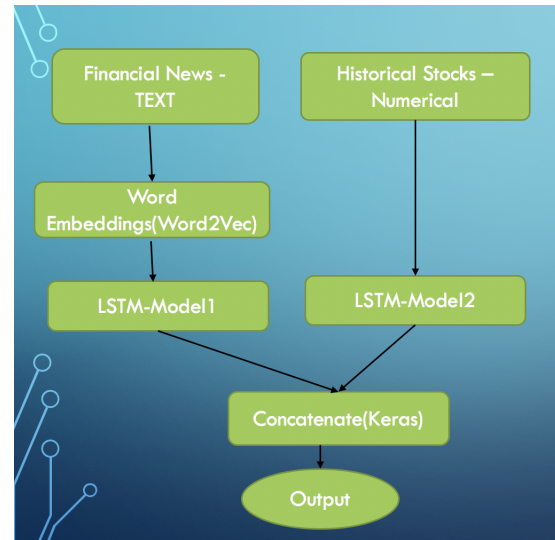 Financial News -
TEXT
Historical Stocks –
Numerical
Word
Embeddings(Word2Vec)
LSTM-Model1
LSTM-Model2
Concatenate(Keras)
Output